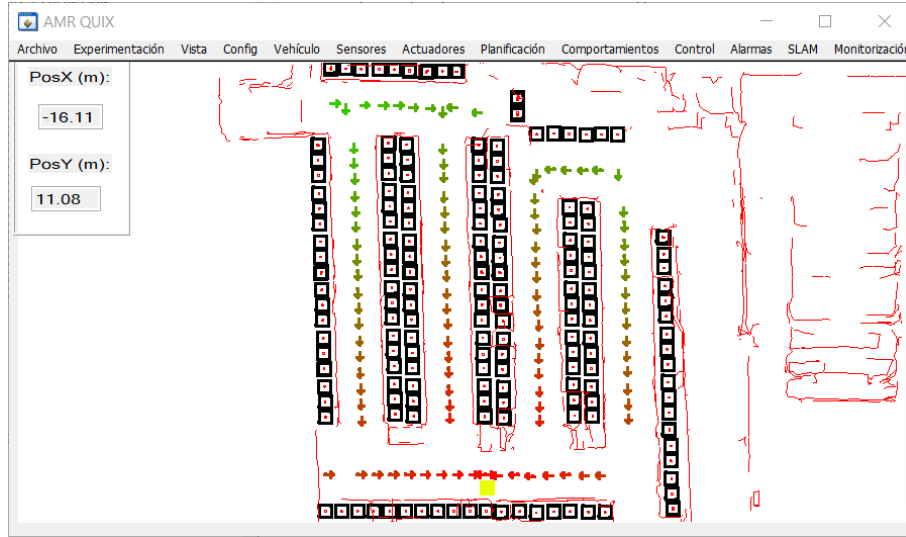 AMR QUIX
Archivo Experimentación Vista Config Vehículo Sensores Actuadores Planificación Comportamientos Control Alarmas SLAM Monitorización
PosX (m):
-16.11
PosY (m):
11.08